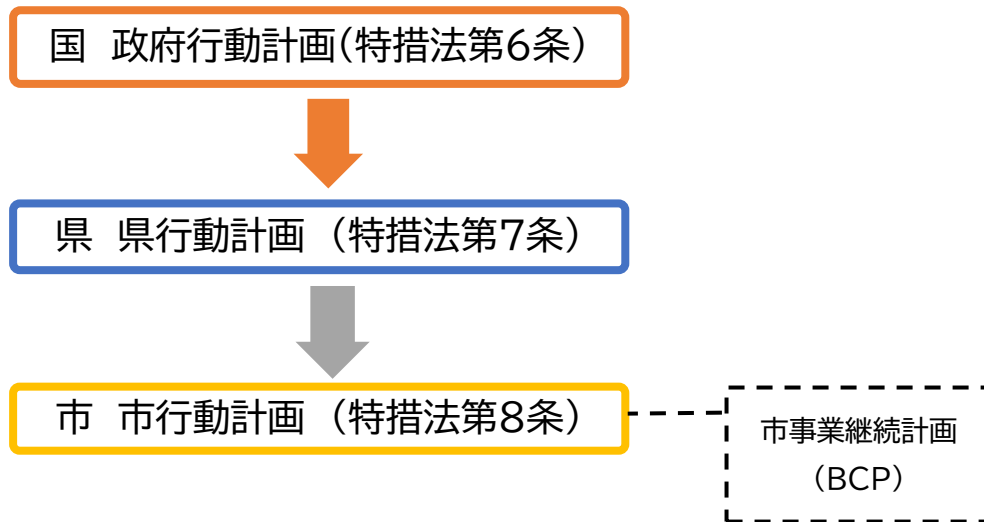 国 政府行動計画(特措法第6条)
県 県行動計画 (特措法第7条)
市 市行動計画 (特措法第8条)
市事業継続計画
(BCP)